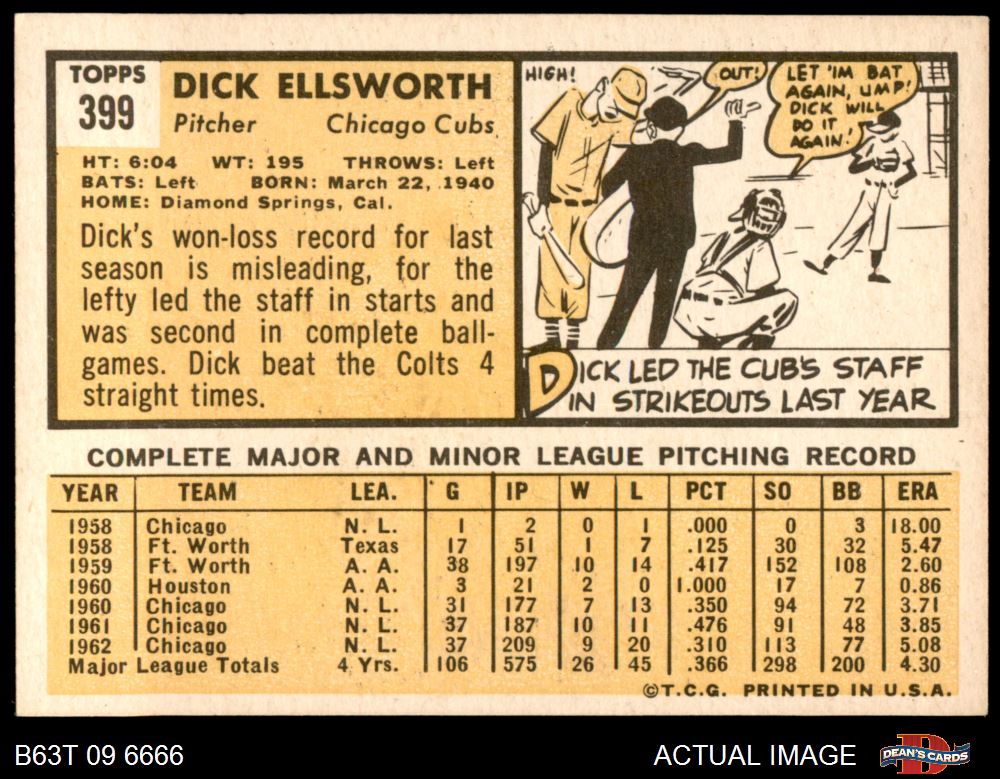 TOPPS
399
DICK ELLSWORTH
Pitcher Chicago Cubs
HT: 6:04 WT: 195 THROWS: Left
BATS: Left BORN: March 22, 1940
HOME: Diamond Springs, Cal.
Dick's won-loss record for last
season is misleading, for the
lefty led the staff in starts and
was second in complete ball-
games. Dick beat the Colts 4
straight times.
HIGH!
OUT!
LET 'IM BAT
AGAIN, UMP!
DICK WILL
DO IT
AGAIN!
DICK LED THE CUB'S STAFF
IN STRIKEOUTS LAST YEAR
COMPLETE MAJOR AND MINOR LEAGUE PITCHING RECORD
YEAR TEAM LEA. G IP W L PCT SO BB ERA
1958 Chicago N. L. 1 2 0 1 .000 0 3 18.00
1958 Ft. Worth Texas 17 51 1 7 .125 30 32 5.47
1959 Ft. Worth A. A. 38 197 10 14 .417 152 108 2.60
1960 Houston A. A. 3 21 2 0 1.000 17 7 0.86
1960 Chicago N. L. 31 177 7 13 .350 94 72 3.71
1961 Chicago N. L. 37 187 10 11 .476 91 48 3.85
1962 Chicago N. L. 37 209 9 20 .310 113 77 5.08
Major League Totals 4 Yrs. 106 575 26 45 .366 298 200 4.30
©T.C.G. PRINTED IN U.S.A.
B63T 09 6666
ACTUAL IMAGE
DEAN'S CARDS